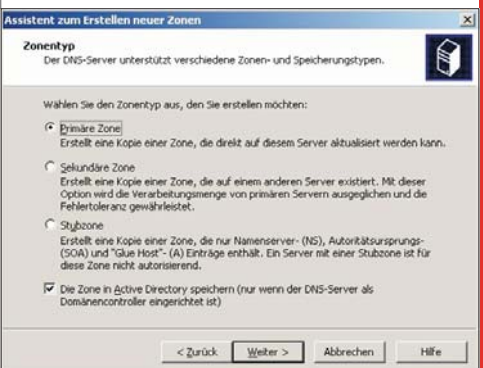 Assistent zum Erstellen neuer Zonen
Zonentyp
Der DNS-Server unterstützt verschiedene Zonen- und Speicherungstypen.
Wählen Sie den Zonentyp aus, den Sie erstellen möchten:
Primäre Zone
Erstellt eine Kopie einer Zone, die direkt auf diesem Server aktualisiert werden kann.
Sekundäre Zone
Erstellt eine Kopie einer Zone, die auf einem anderen Server existiert. Mit dieser
Option wird die Verarbeitungsmenge von primären Servern ausgeglichen und die
Fehlertoleranz gewährleistet.
Stubzone
Erstellt eine Kopie einer Zone, die nur Namenserver- (NS), Autoritätsursprungs-
(SOA) und "Glue Host"- (A) Einträge enthält. Ein Server mit einer Stubzone ist für
diese Zone nicht autorisierend.
Die Zone in Active Directory speichern (nur wenn der DNS-Server als
Domänencontroller eingerichtet ist)
< Zurück Weiter > Abbrechen Hilfe